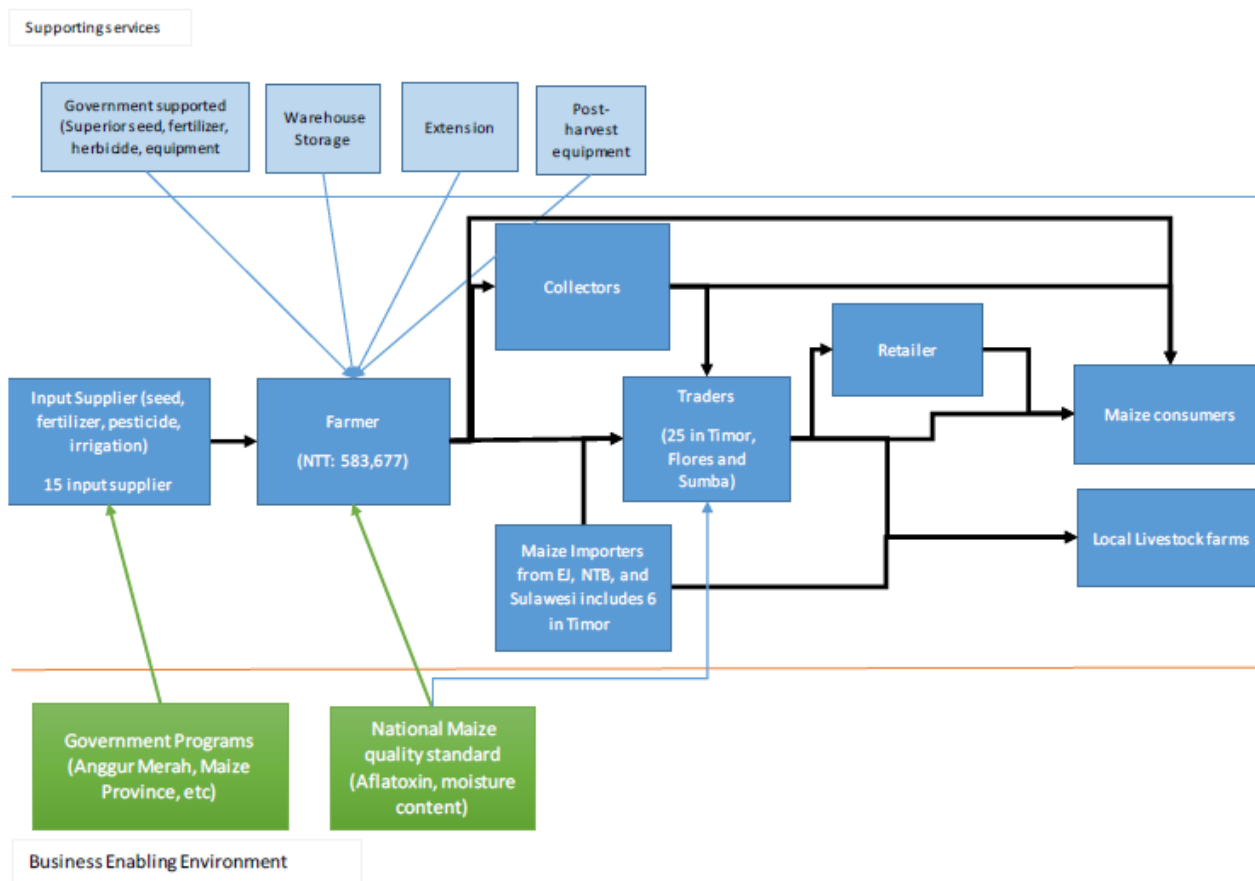 Supporting services
Government supported
(Superior seed, fertilizer,
herbicide, equipment
Warehouse
Storage
Extension
Post-
harvest
equipment
Collectors
Retailer
Input Supplier (seed,
fertilizer, pesticide,
irrigation)
15 input supplier
Farmer
(NTT: 583,677)
Traders
(25 in Timor,
Flores and
Sumba)
Maize consumers
Maize Importers
from EJ, NTB, and
Sulawesi includes 6
in Timor
Local Livestock farms
Government Programs
(Anggur Merah, Maize
Province, etc)
National Maize
quality standard
(Aflatoxin, moisture
content)
Business Enabling Environment